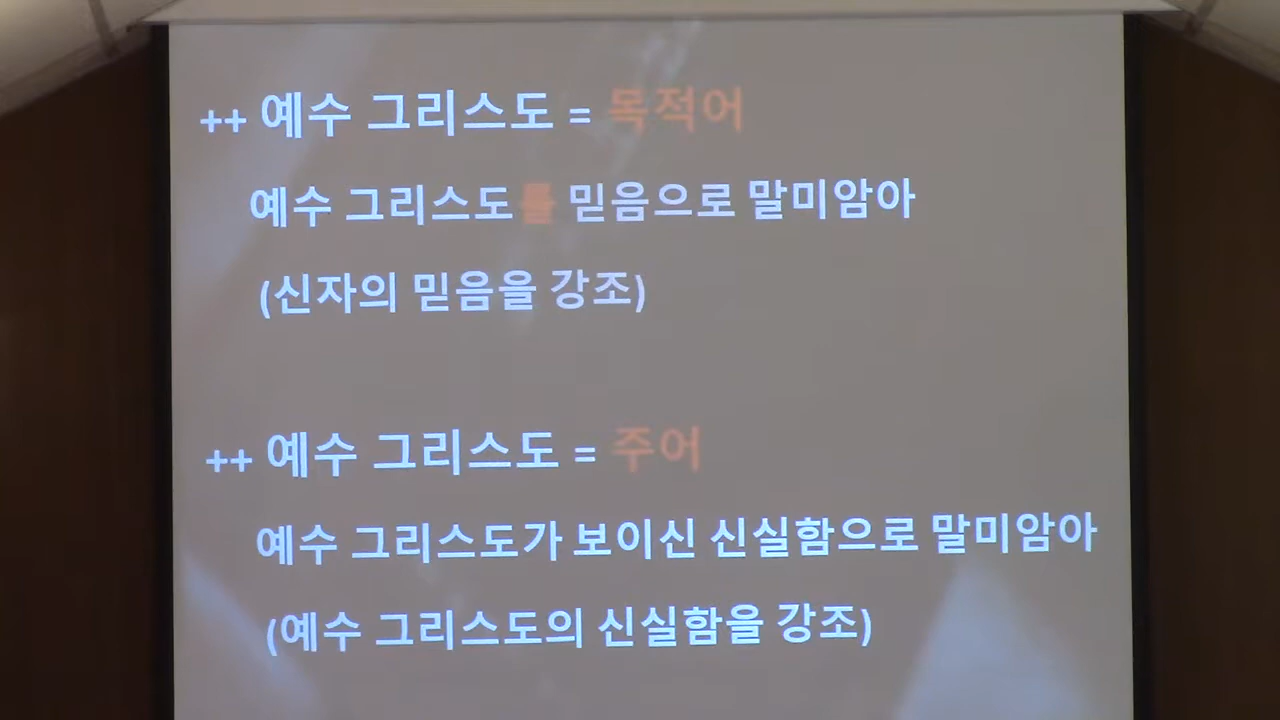 ++ 예수 그리스도 = 목적어
예수 그리스도를 믿음으로 말미암아
(신자의 믿음을 강조)
++ 예수 그리스도 = 주어
예수 그리스도가 보이신 신실함으로 말미암아
(예수 그리스도의 신실함을 강조)